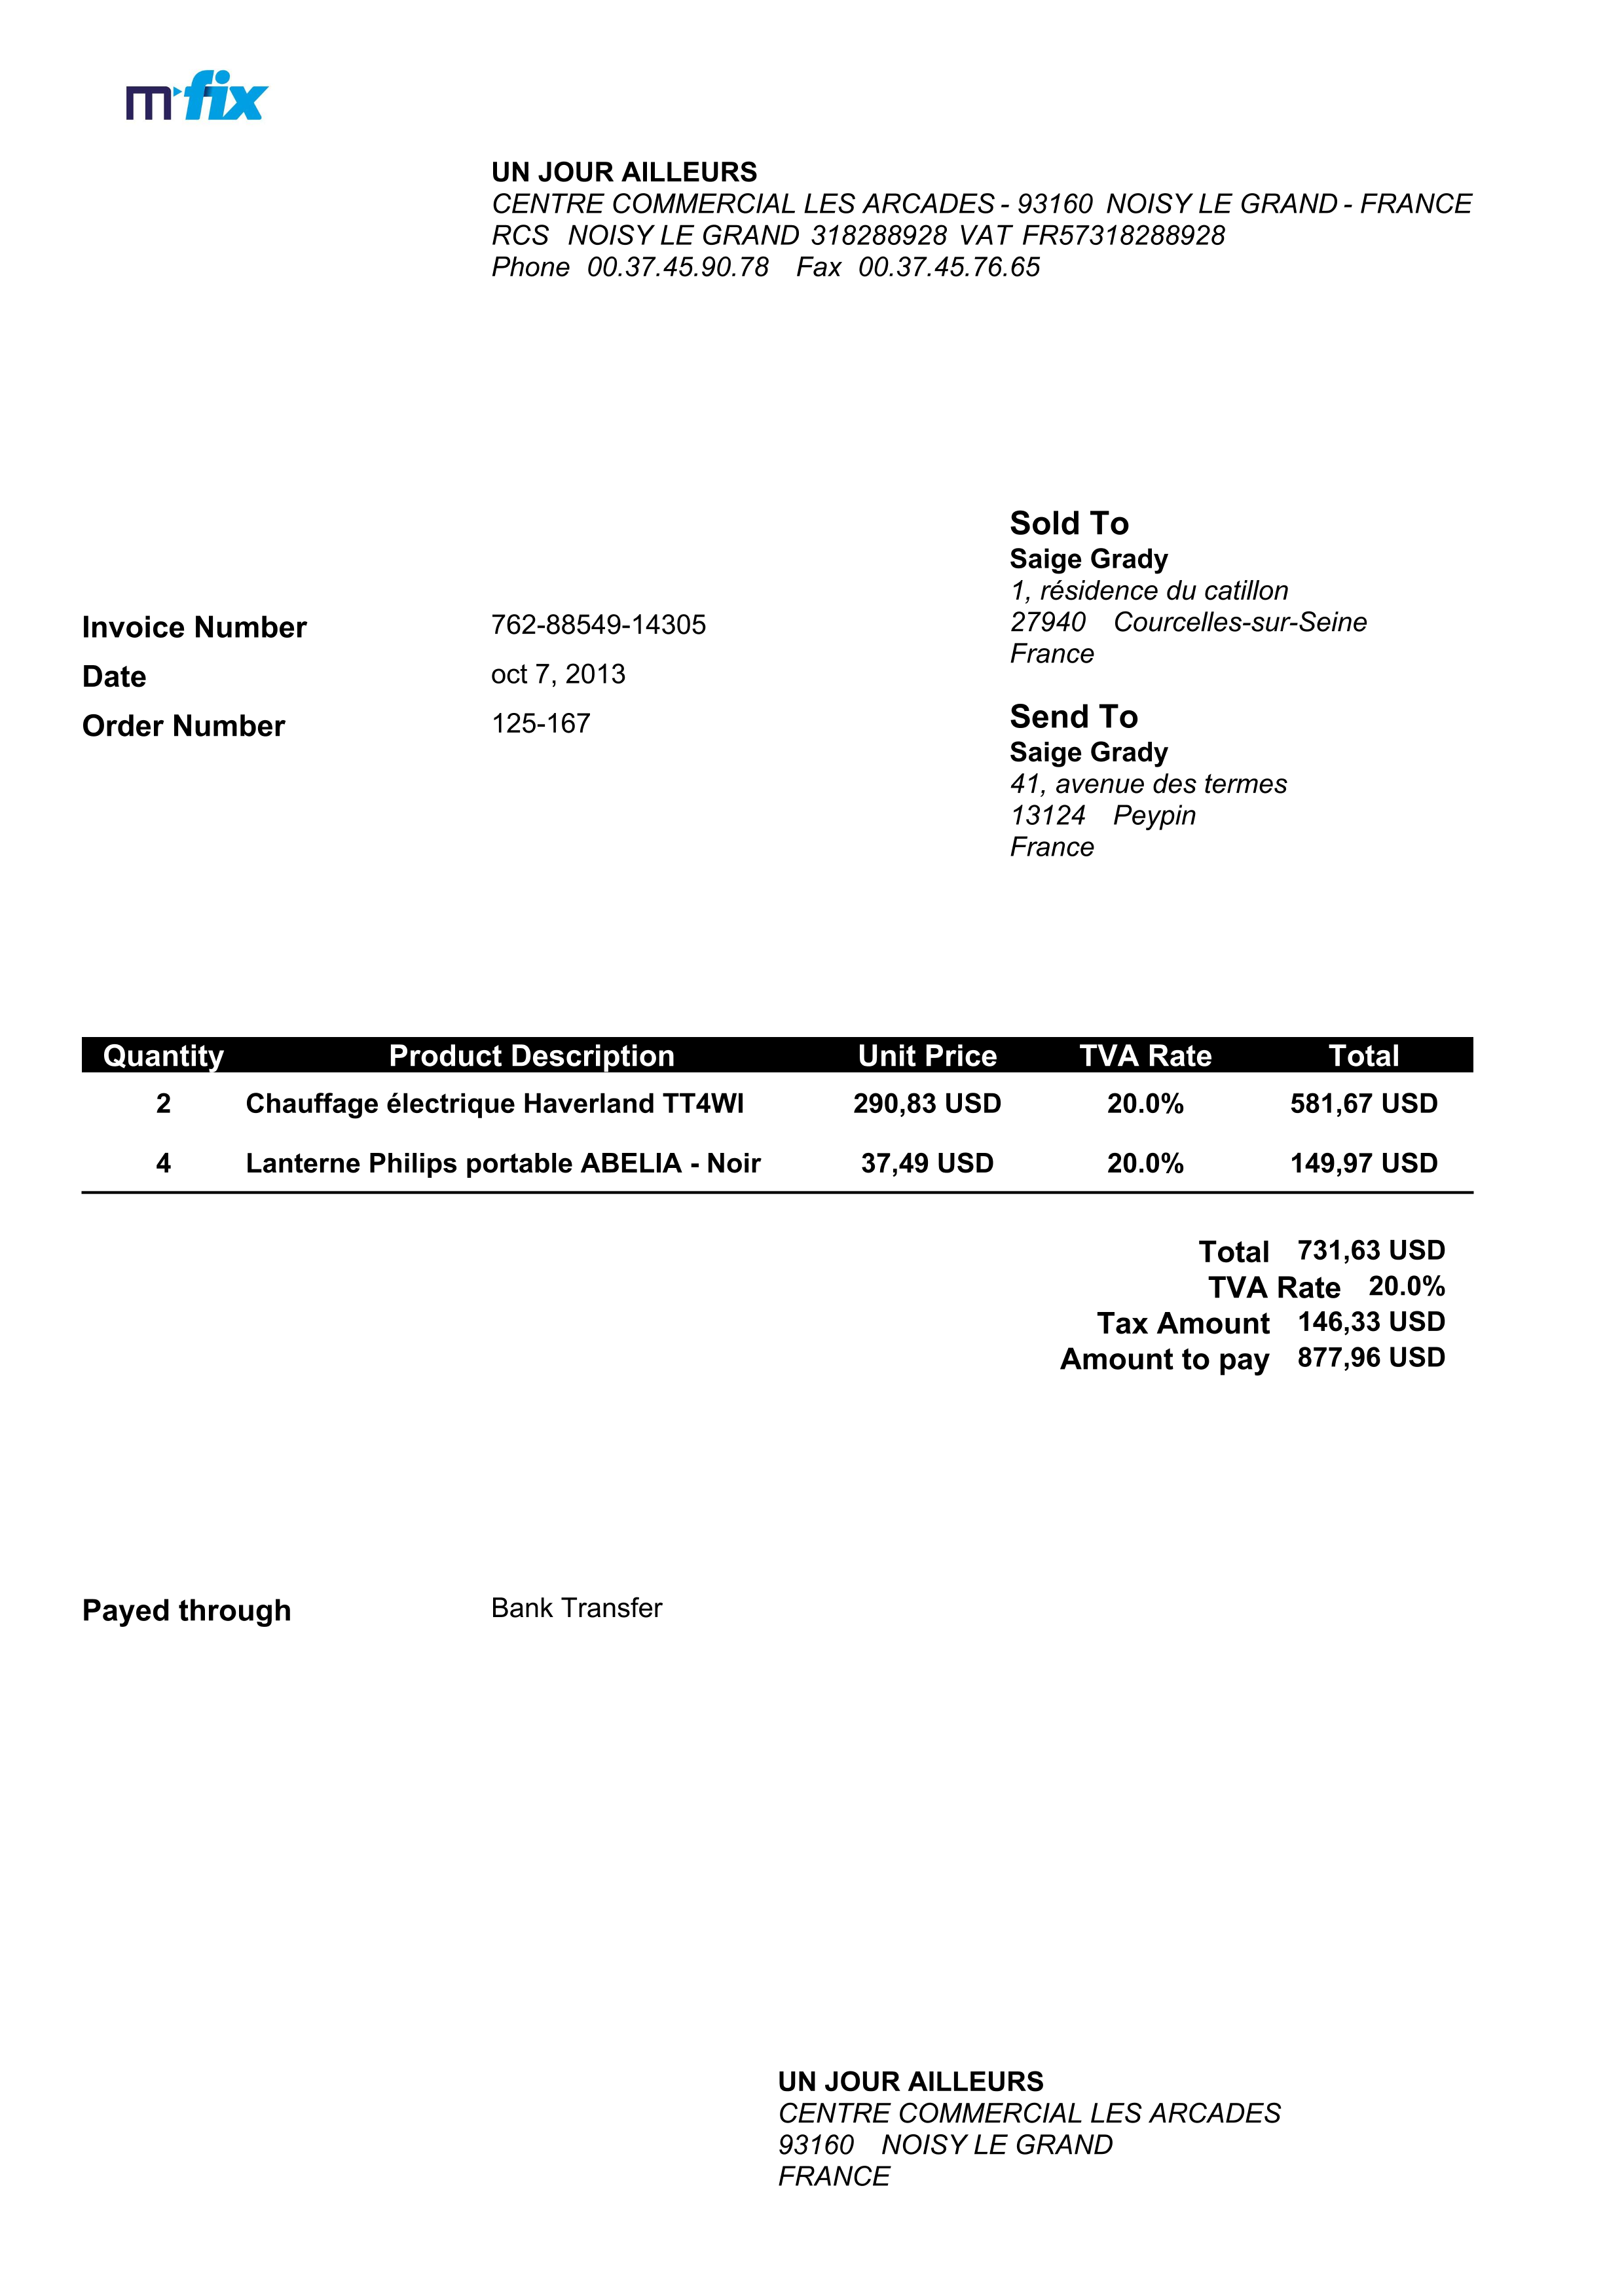 m fix
UN JOUR AILLEURS
CENTRE COMMERCIAL LES ARCADES - 93160 NOISY LE GRAND - FRANCE
RCS NOISY LE GRAND 318288928 VAT FR57318288928
Phone 00.37.45.90.78 Fax 00.37.45.76.65
Sold To
Saige Grady
1, résidence du catillon
27940 Courcelles-sur-Seine
France
Invoice Number 762-88549-14305
Date oct 7, 2013
Order Number 125-167
Send To
Saige Grady
41, avenue des termes
13124 Peypin
France
Quantity Product Description Unit Price TVA Rate Total
2 Chauffage électrique Haverland TT4WI 290,83 USD 20.0% 581,67 USD
4 Lanterne Philips portable ABELIA - Noir 37,49 USD 20.0% 149,97 USD
Total 731,63 USD
TVA Rate 20.0%
Tax Amount 146,33 USD
Amount to pay 877,96 USD
Payed through Bank Transfer
UN JOUR AILLEURS
CENTRE COMMERCIAL LES ARCADES
93160 NOISY LE GRAND
FRANCE